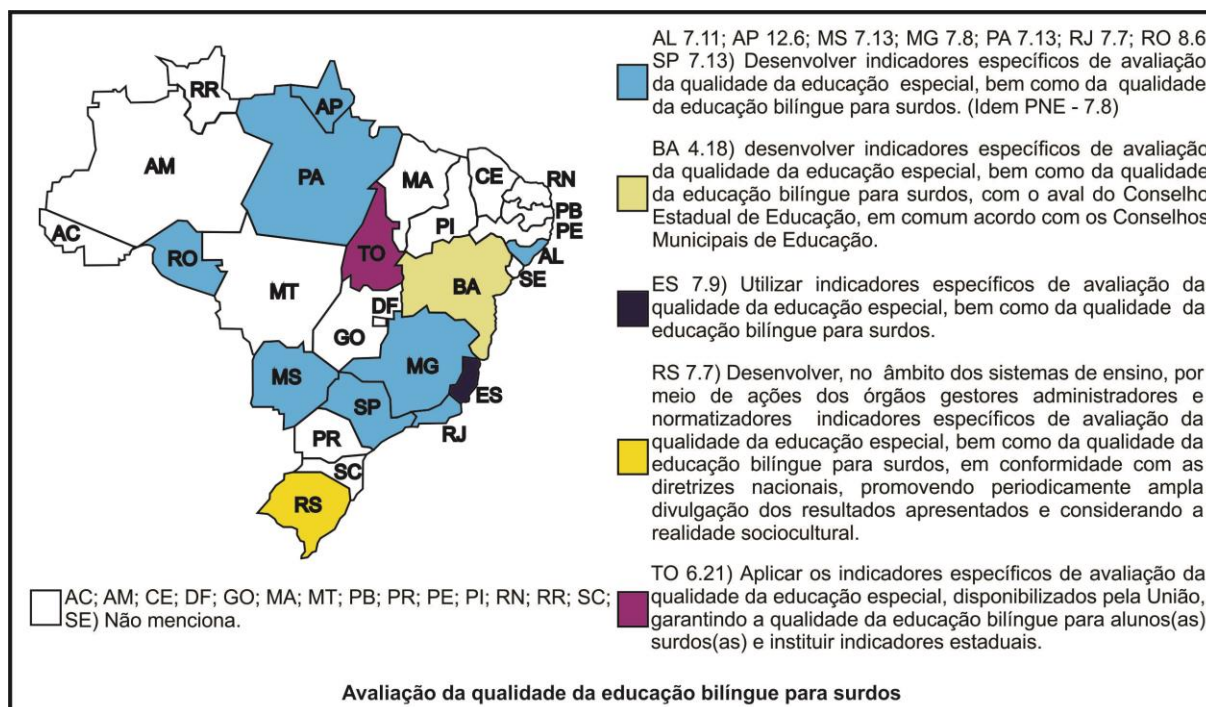 RR
AP
AM
PA
MA
CE
RN
PB
PE
PI
AC
RO
TO
AL
SE
BA
MT
DF
GO
MG
MS
ES
SP
RJ
PR
SC
RS
AC; AM; CE; DF; GO; MA; MT; PB; PR; PE; PI; RN; RR; SC;
SE) Não menciona.
AL 7.11; AP 12.6; MS 7.13; MG 7.8; PA 7.13; RJ 7.7; RO 8.6
SP 7.13) Desenvolver indicadores específicos de avaliação
da qualidade da educação especial, bem como da qualidade
da educação bilíngue para surdos. (Idem PNE - 7.8)
BA 4.18) desenvolver indicadores específicos de avaliação
da qualidade da educação especial, bem como da qualidade
da educação bilíngue para surdos, com o aval do Conselho
Estadual de Educação, em comum acordo com os Conselhos
Municipais de Educação.
ES 7.9) Utilizar indicadores específicos de avaliação da
qualidade da educação especial, bem como da qualidade da
educação bilíngue para surdos.
RS 7.7) Desenvolver, no âmbito dos sistemas de ensino, por
meio de ações dos órgãos gestores administradores e
normatizadores indicadores específicos de avaliação da
qualidade da educação especial, bem como da qualidade da
educação bilíngue para surdos, em conformidade com as
diretrizes nacionais, promovendo periodicamente ampla
divulgação dos resultados apresentados e considerando a
realidade sociocultural.
TO 6.21) Aplicar os indicadores específicos de avaliação da
qualidade da educação especial, disponibilizados pela União,
garantindo a qualidade da educação bilíngue para alunos(as)
surdos(as) e instituir indicadores estaduais.
Avaliação da qualidade da educação bilíngue para surdos